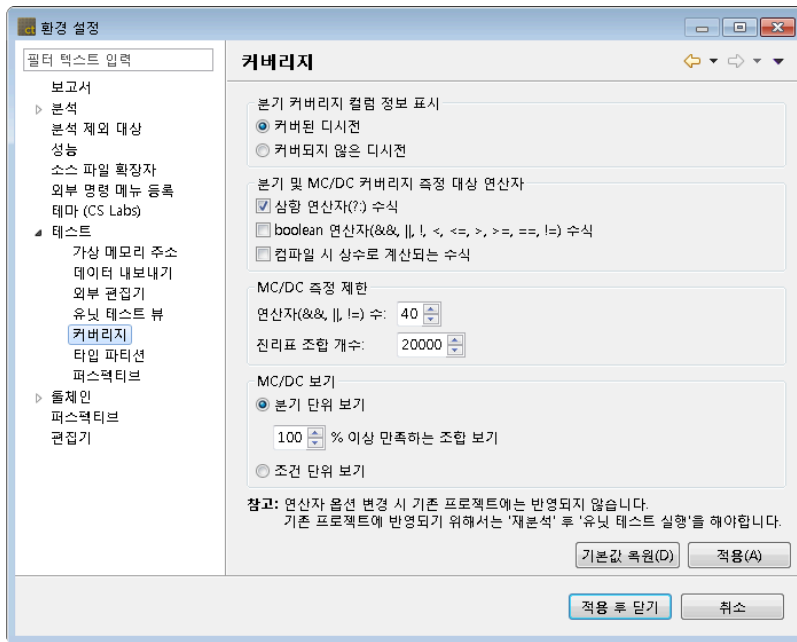 ct 환경 설정
필터 텍스트 입력
보고서
분석
분석 제외 대상
성능
소스 파일 확장자
외부 명령 메뉴 등록
테마 (CS Labs)
테스트
가상 메모리 주소
데이터 내보내기
외부 편집기
유닛 테스트 뷰
커버리지
타입 파티션
퍼스펙티브
툴체인
퍼스펙티브
편집기
커버리지
분기 커버리지 컬럼 정보 표시
커버된 디시전
커버되지 않은 디시전
분기 및 MC/DC 커버리지 측정 대상 연산자
삼항 연산자(?:) 수식
boolean 연산자(&&, ||, !, <, <=, >, >=, ==, !=) 수식
컴파일 시 상수로 계산되는 수식
MC/DC 측정 제한
연산자(&&, ||, !=) 수: 40
진리표 조합 개수: 20000
MC/DC 보기
분기 단위 보기
100 % 이상 만족하는 조합 보기
조건 단위 보기
참고: 연산자 옵션 변경 시 기존 프로젝트에는 반영되지 않습니다.
기존 프로젝트에 반영되기 위해서는 '재분석' 후 '유닛 테스트 실행'을 해야합니다.
기본값 복원(D) 적용(A)
적용 후 닫기 취소